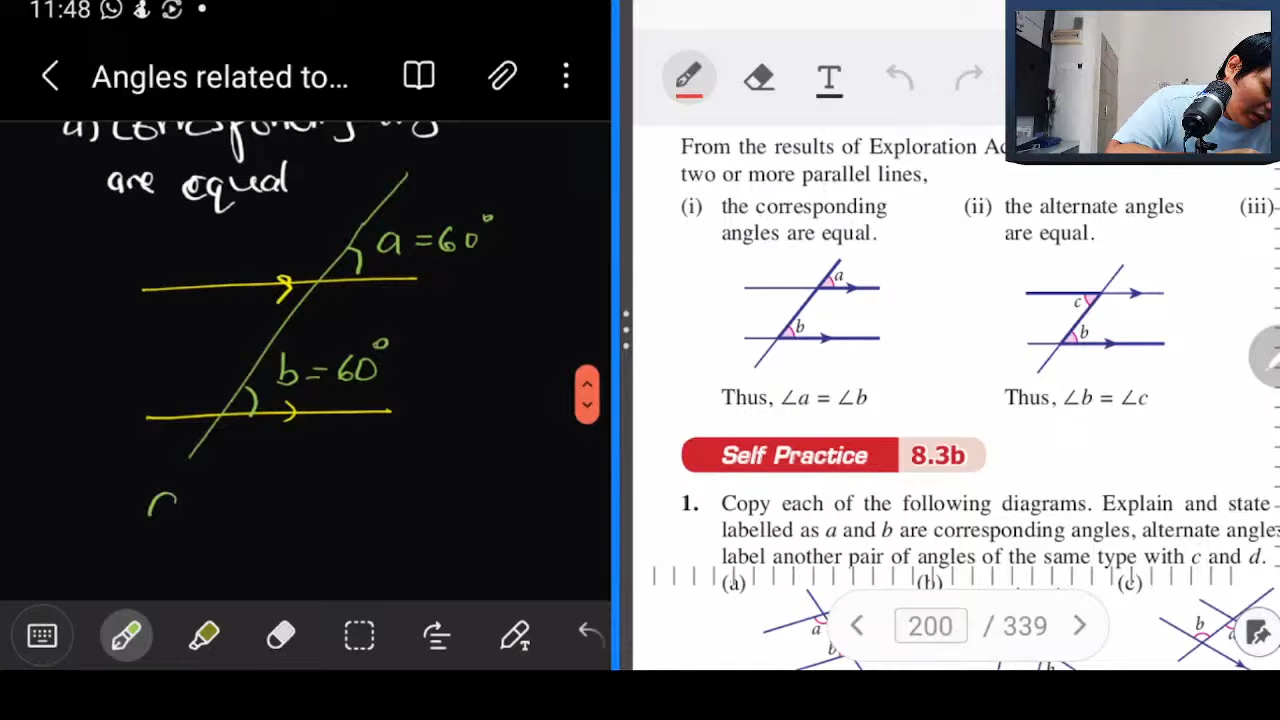 11:48
Angles related to...
are equal
a = 60°
b = 60°
From the results of Exploration
two or more parallel lines,
(i) the corresponding
angles are equal.
a
b
Thus, ∠a = ∠b
(ii) the alternate angles
are equal.
c
b
Thus, ∠b = ∠c
(iii)
Self Practice 8.3b
1. Copy each of the following diagrams. Explain and state
labelled as a and b are corresponding angles, alternate angles
label another pair of angles of the same type with c and d.
(a) (b) (c)
a
b
b
b
a
200 / 339
T